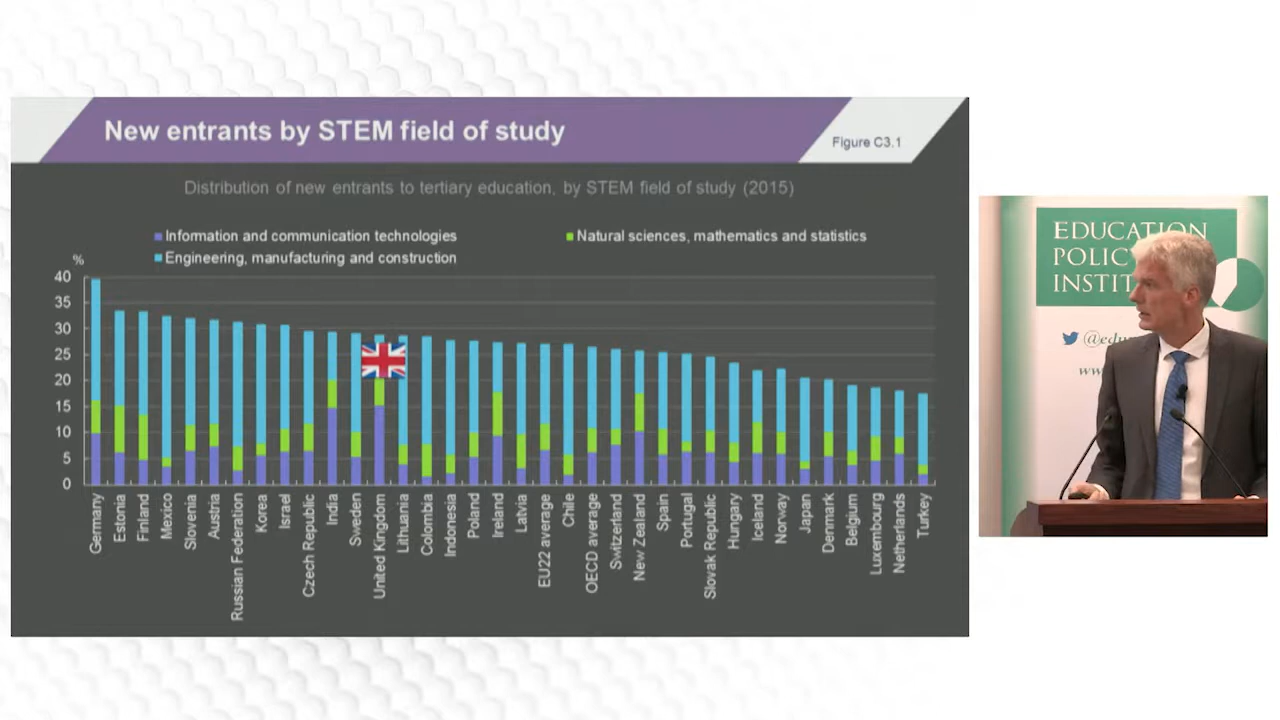 New entrants by STEM field of study
Figure C3.1
Distribution of new entrants to tertiary education, by STEM field of study (2015)
Information and communication technologies
Natural sciences, mathematics and statistics
Engineering, manufacturing and construction
%
40
35
30
25
20
15
10
5
0
Germany
Estonia
Finland
Mexico
Slovenia
Austria
Russian Federation
Korea
Israel
Czech Republic
India
Sweden
United Kingdom
Lithuania
Colombia
Indonesia
Poland
Ireland
Latvia
EU22 average
Chile
OECD average
Switzerland
New Zealand
Spain
Portugal
Slovak Republic
Hungary
Iceland
Norway
Japan
Denmark
Belgium
Luxembourg
Netherlands
Turkey
EDUCATION